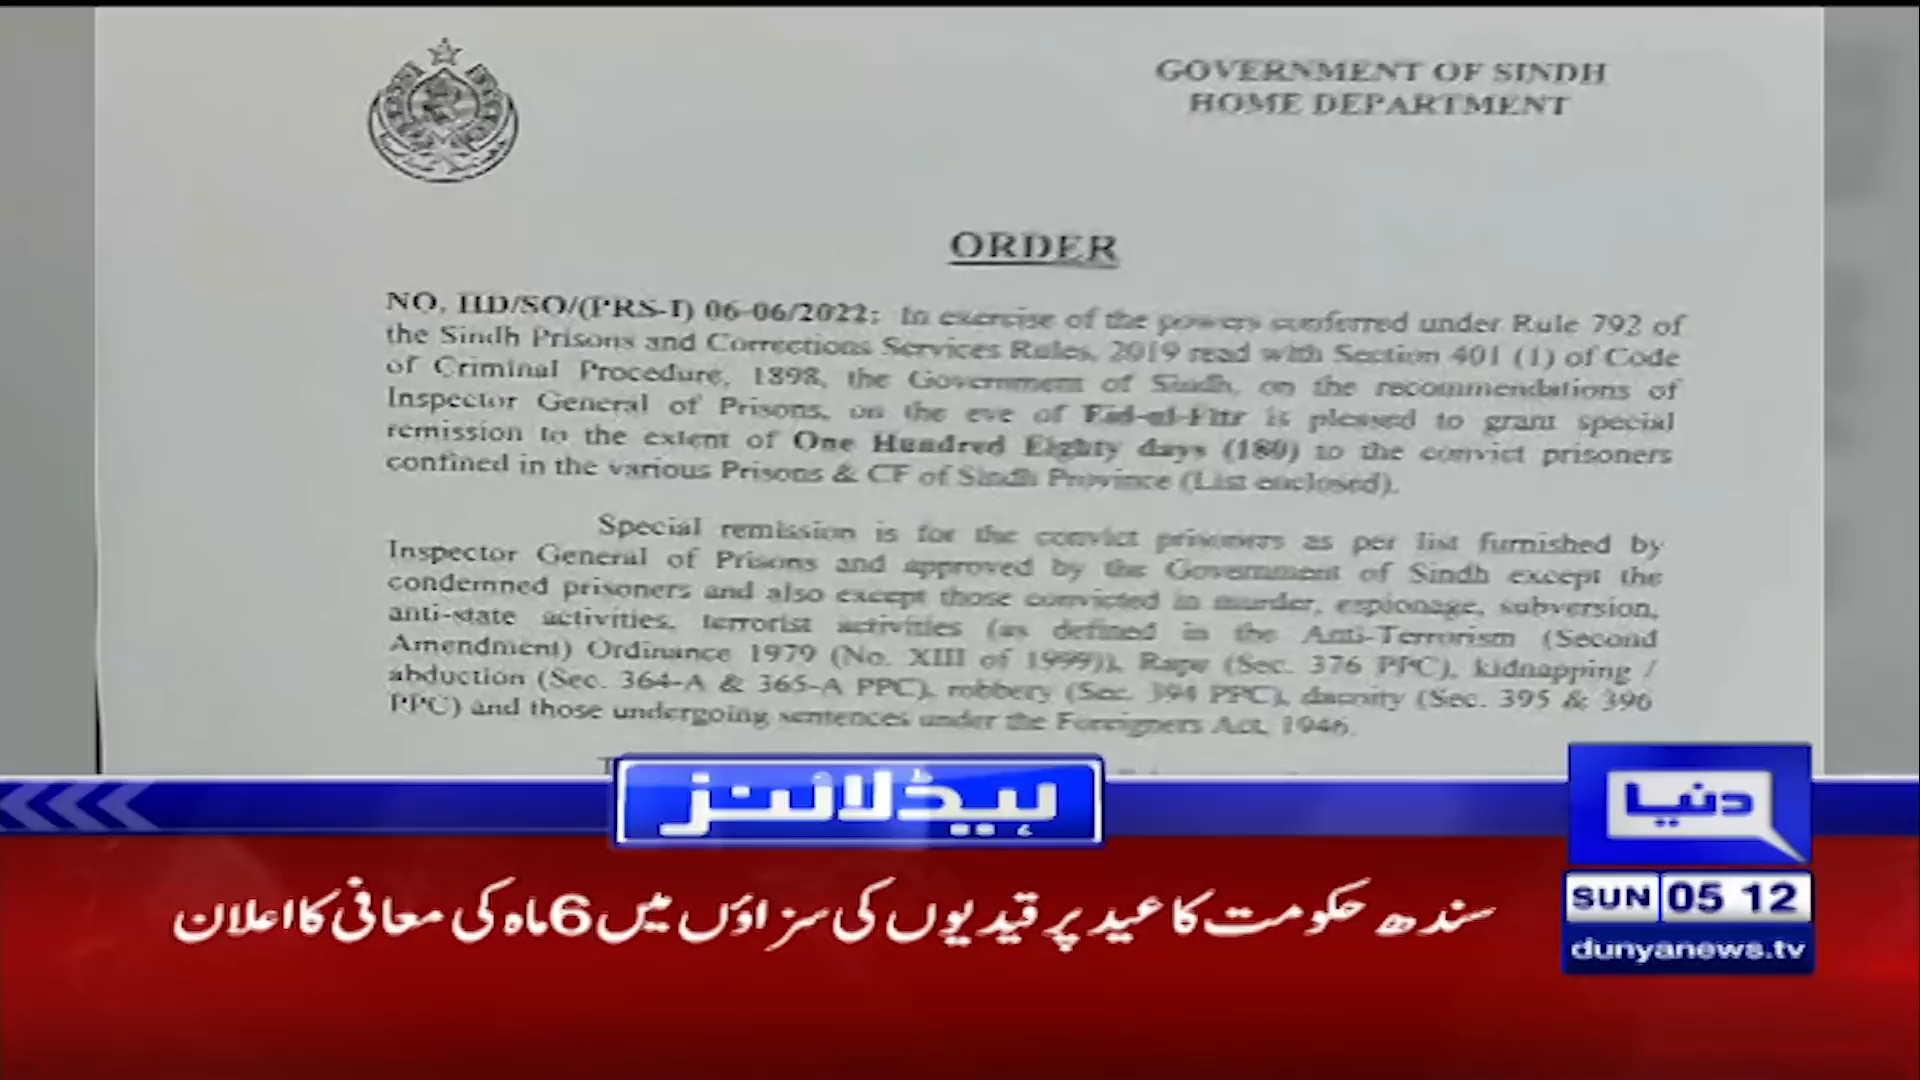 GOVERNMENT OF SINDH
HOME DEPARTMENT
ORDER
NO. HD/SO/(PRS-I) 06-06/2022: In exercise of the powers conferred under Rule 792 of
the Sindh Prisons and Corrections Services Rules, 2019 read with Section 401 (1) of Code
of Criminal Procedure, 1898, the Government of Sindh, on the recommendations of
Inspector General of Prisons, on the eve of Eid-ul-Fitr is pleased to grant special
remission to the extent of One Hundred Eighty days (180) to the convict prisoners
confined in the various Prisons & CF of Sindh Province (List enclosed).
Special remission is for the convict prisoners as per list furnished by
Inspector General of Prisons and approved by the Government of Sindh except the
condemned prisoners and also except those convicted in murder, espionage, subversion,
anti-state activities, terrorist activities (as defined in the Anti-Terrorism (Second
Amendment) Ordinance 1979 (No. XIII of 1999)), Rape (Sec. 376 PPC), kidnapping /
abduction (Sec. 364-A & 365-A PPC), robbery (Sec. 394 PPC), dacoity (Sec. 395 & 396
PPC) and those undergoing sentences under the Foreigners Act, 1946.
ہیڈلائنز
دنیا
سندھ حکومت کا عید پر قیدیوں کی سزاؤں میں 6 ماہ کی معافی کا اعلان
SUN 05 12
dunyanews.tv